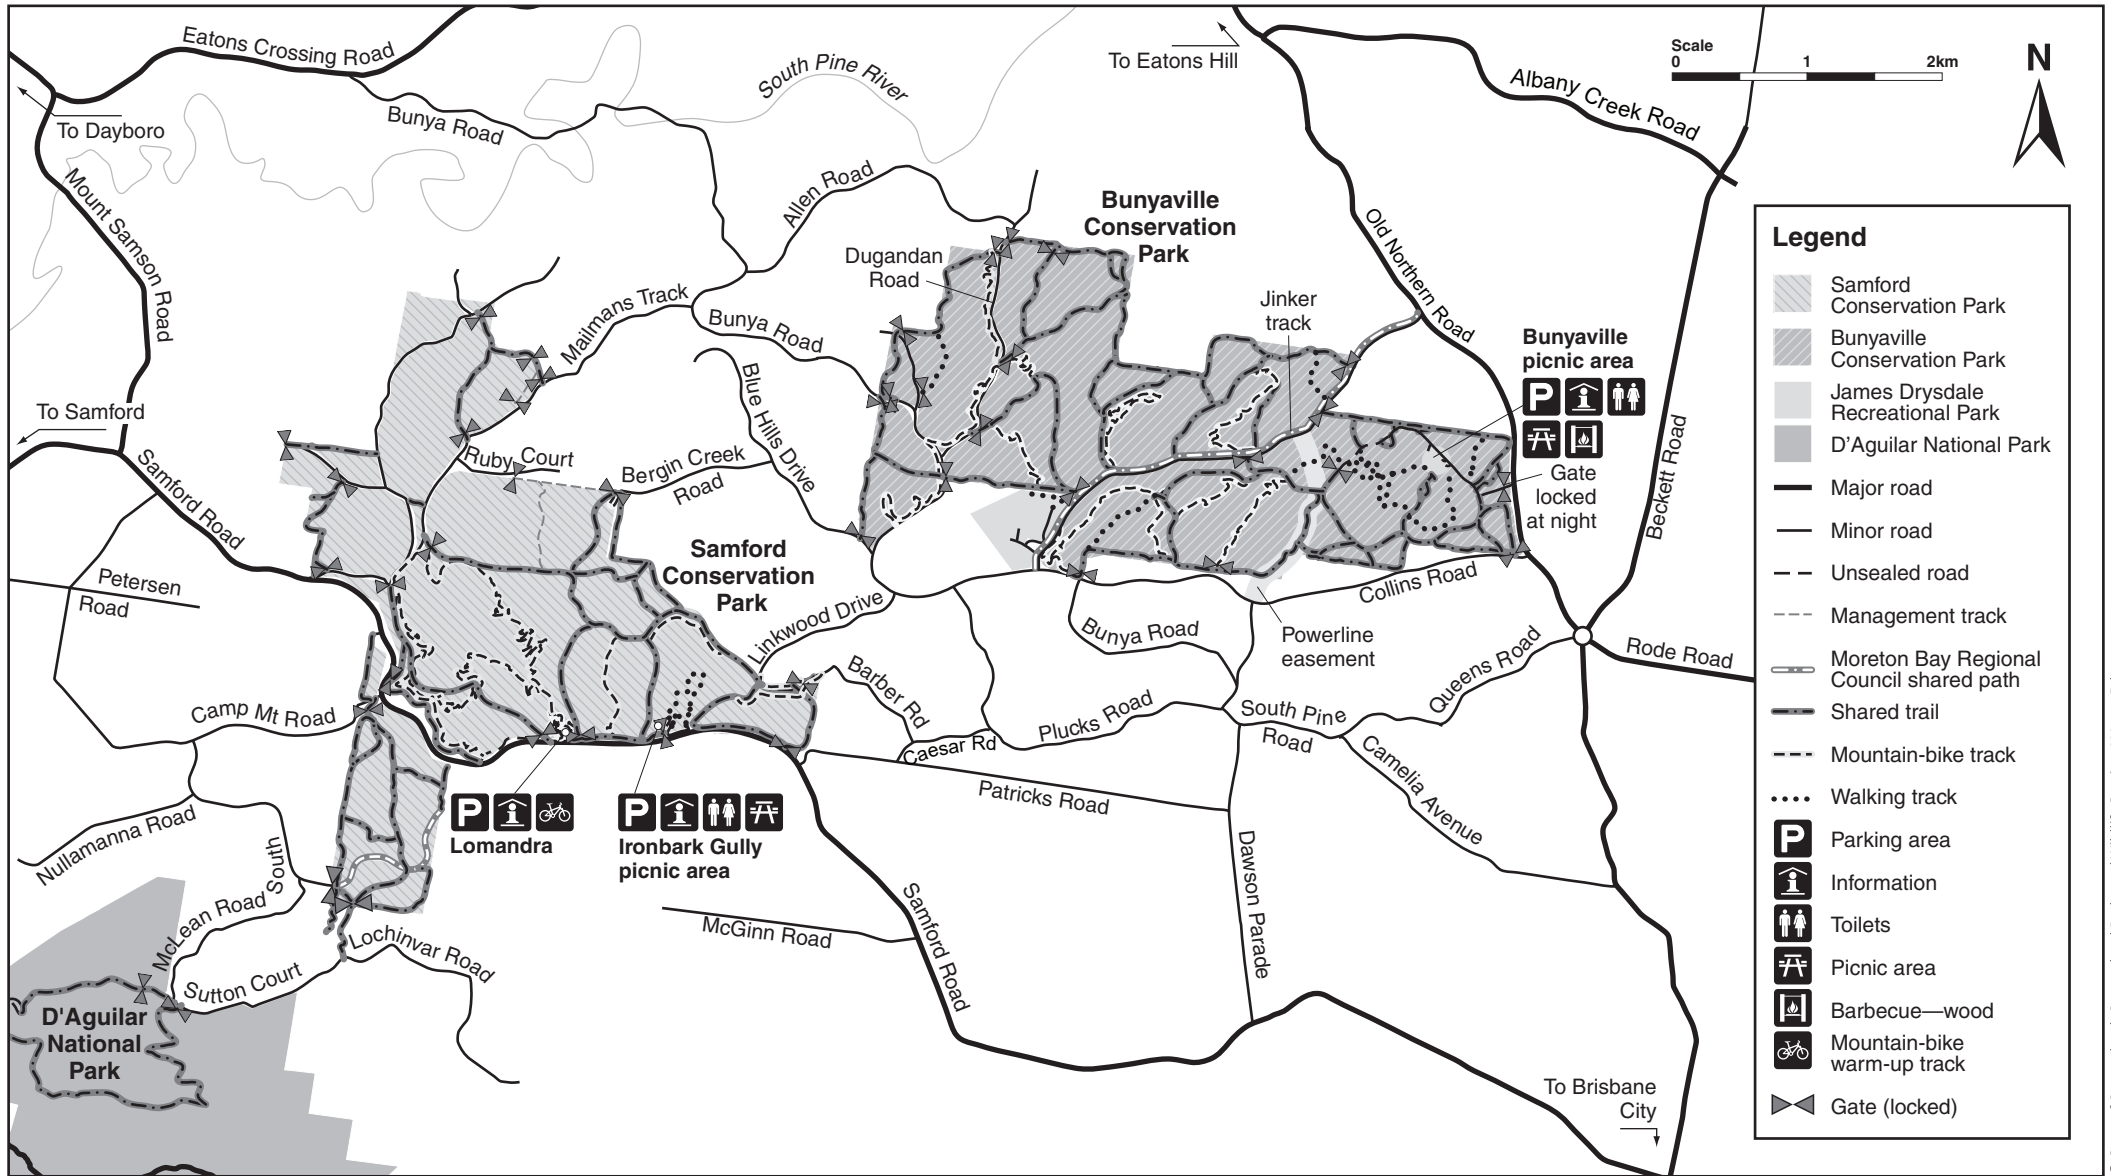 Eatons Crossing Road
To Dayboro
Bunya Road
South Pine River
To Eatons Hill
Scale
0 1 2km
N
Albany Creek Road
Mount Samson Road
Allen Road
Bunyaville
Conservation
Park
Dugandan
Road
Old Northern Road
Jinker
track
Mailmans Track
Bunya Road
Bunyaville
picnic area
P
Gate
locked
at night
Beckett Road
To Samford
Samford Road
Ruby Court
Bergin Creek
Road
Blue Hills Drive
Samford
Conservation
Park
Petersen
Road
Linkwood Drive
Collins Road
Bunya Road
Powerline
easement
Queens Road
Rode Road
Camp Mt Road
Barber Rd
Caesar Rd
Plucks Road
South Pine
Road
Camelia Avenue
Patricks Road
P
Lomandra
P
Ironbark Gully
picnic area
Nullamanna Road
McLean Road South
Lochinvar Road
Sutton Court
McGinn Road
Samford Road
Dawson Parade
D'Aguilar
National
Park
To Brisbane
City
Legend
Samford
Conservation Park
Bunyaville
Conservation Park
James Drysdale
Recreational Park
D'Aguilar National Park
Major road
Minor road
Unsealed road
Management track
Moreton Bay Regional
Council shared path
Shared trail
Mountain-bike track
Walking track
P Parking area
Information
Toilets
Picnic area
Barbecue—wood
Mountain-bike
warm-up track
Gate (locked)